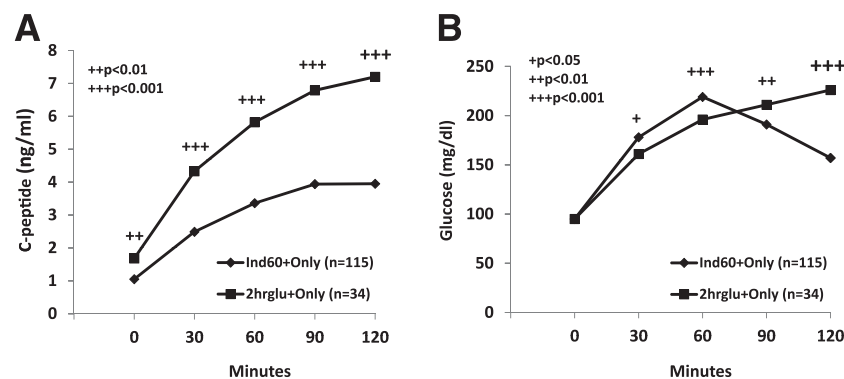 A
C-peptide (ng/ml)
8
7
6
5
4
3
2
1
0
++p<0.01
+++p<0.001
++
+++
+++
+++
+++
Ind60+Only (n=115)
2hrglu+Only (n=34)
0 30 60 90 120
Minutes
B
Glucose (mg/dl)
250
200
150
100
50
0
+p<0.05
++p<0.01
+++p<0.001
+
+++
++
+++
Ind60+Only (n=115)
2hrglu+Only (n=34)
0 30 60 90 120
Minutes